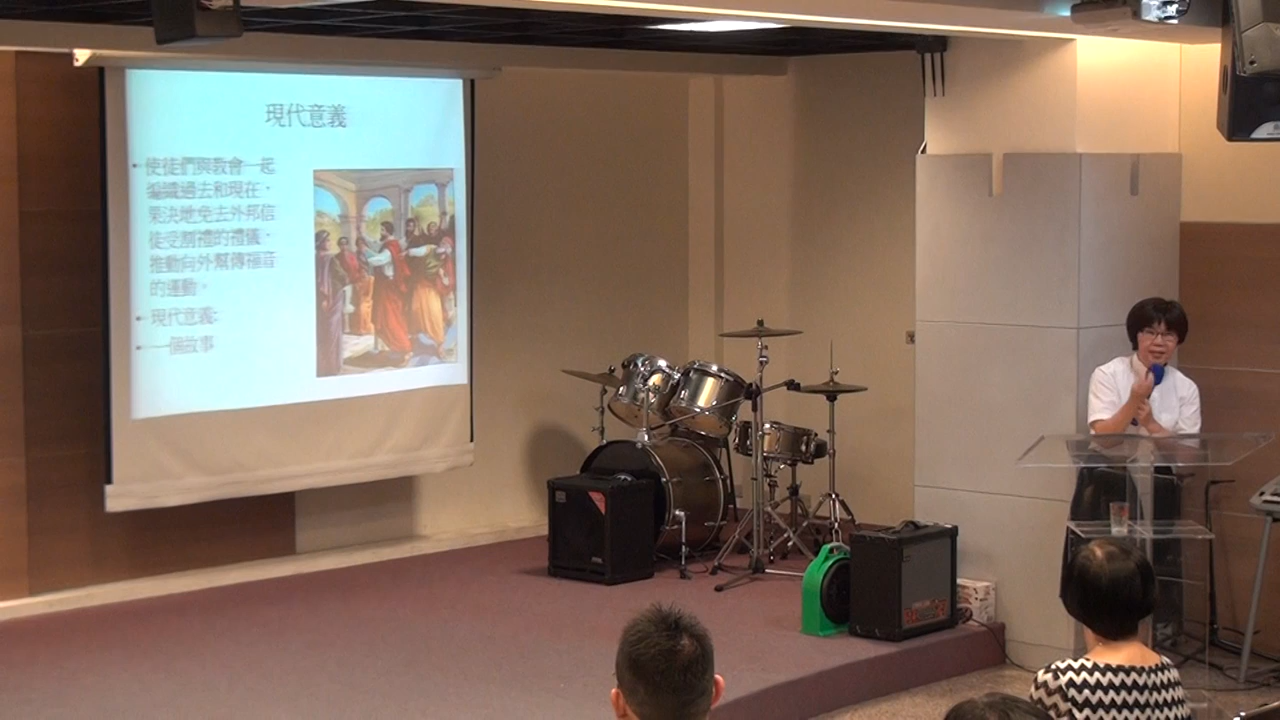 現代意義
• 使徒們與教會一起
編織過去和現在，
果決地免去外邦信
徒受割禮的禮儀，
推動向外幫傳福音
的運動。
• 現代意義:
• 一個故事